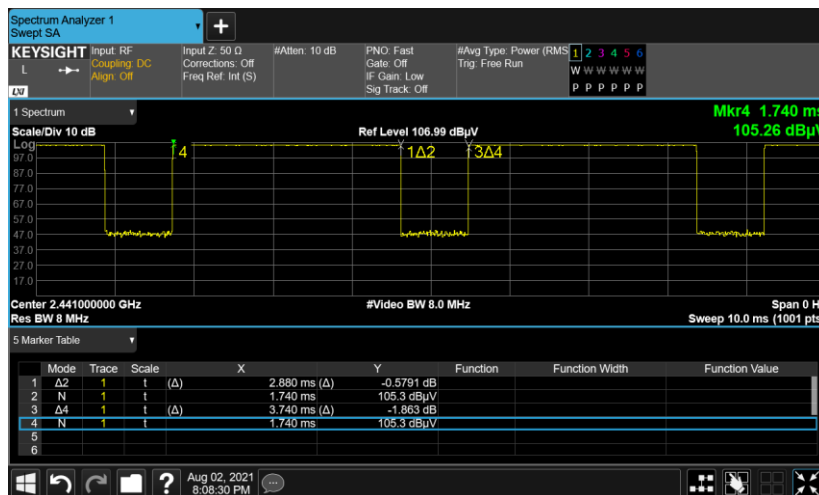 Spectrum Analyzer 1
Swept SA
KEYSIGHT
L
LXI
Input: RF
Coupling: DC
Align: Off
Input Z: 50 Ω
Corrections: Off
Freq Ref: Int (S)
#Atten: 10 dB
PNO: Fast
Gate: Off
IF Gain: Low
Sig Track: Off
#Avg Type: Power (RMS
Trig: Free Run
1 2 3 4 5 6
W W W W W W
P P P P P P
1 Spectrum
Scale/Div 10 dB
Ref Level 106.99 dBµV
Mkr4 1.740 ms
105.26 dBµV
Log
97.0
87.0
77.0
67.0
57.0
47.0
37.0
27.0
17.0
4
1Δ2
3Δ4
Center 2.441000000 GHz
#Video BW 8.0 MHz
Span 0 H
Res BW 8 MHz
Sweep 10.0 ms (1001 pts
5 Marker Table
Mode Trace Scale X Y Function Function Width Function Value
1 Δ2 1 t (Δ) 2.880 ms (Δ) -0.5791 dB
2 N 1 t 1.740 ms 105.3 dBµV
3 Δ4 1 t (Δ) 3.740 ms (Δ) -1.863 dB
4 N 1 t 1.740 ms 105.3 dBµV
5
6
?
Aug 02, 2021
8:08:30 PM